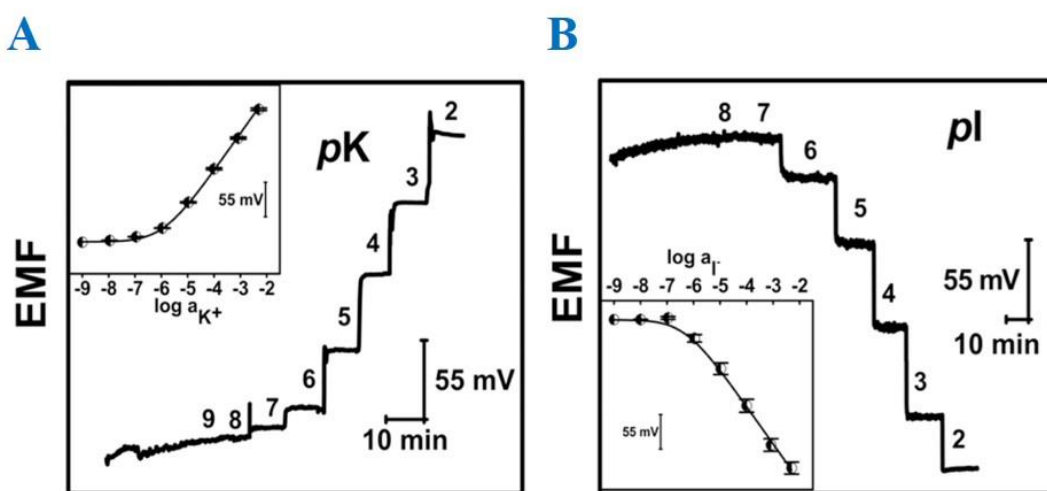 A
EMF
pK
9 8 7 6 5 4 3 2
55 mV
10 min
55 mV
-9 -8 -7 -6 -5 -4 -3 -2
log aK+
B
EMF
pI
8 7 6 5 4 3 2
55 mV
10 min
log aI-
-9 -8 -7 -6 -5 -4 -3 -2
55 mV